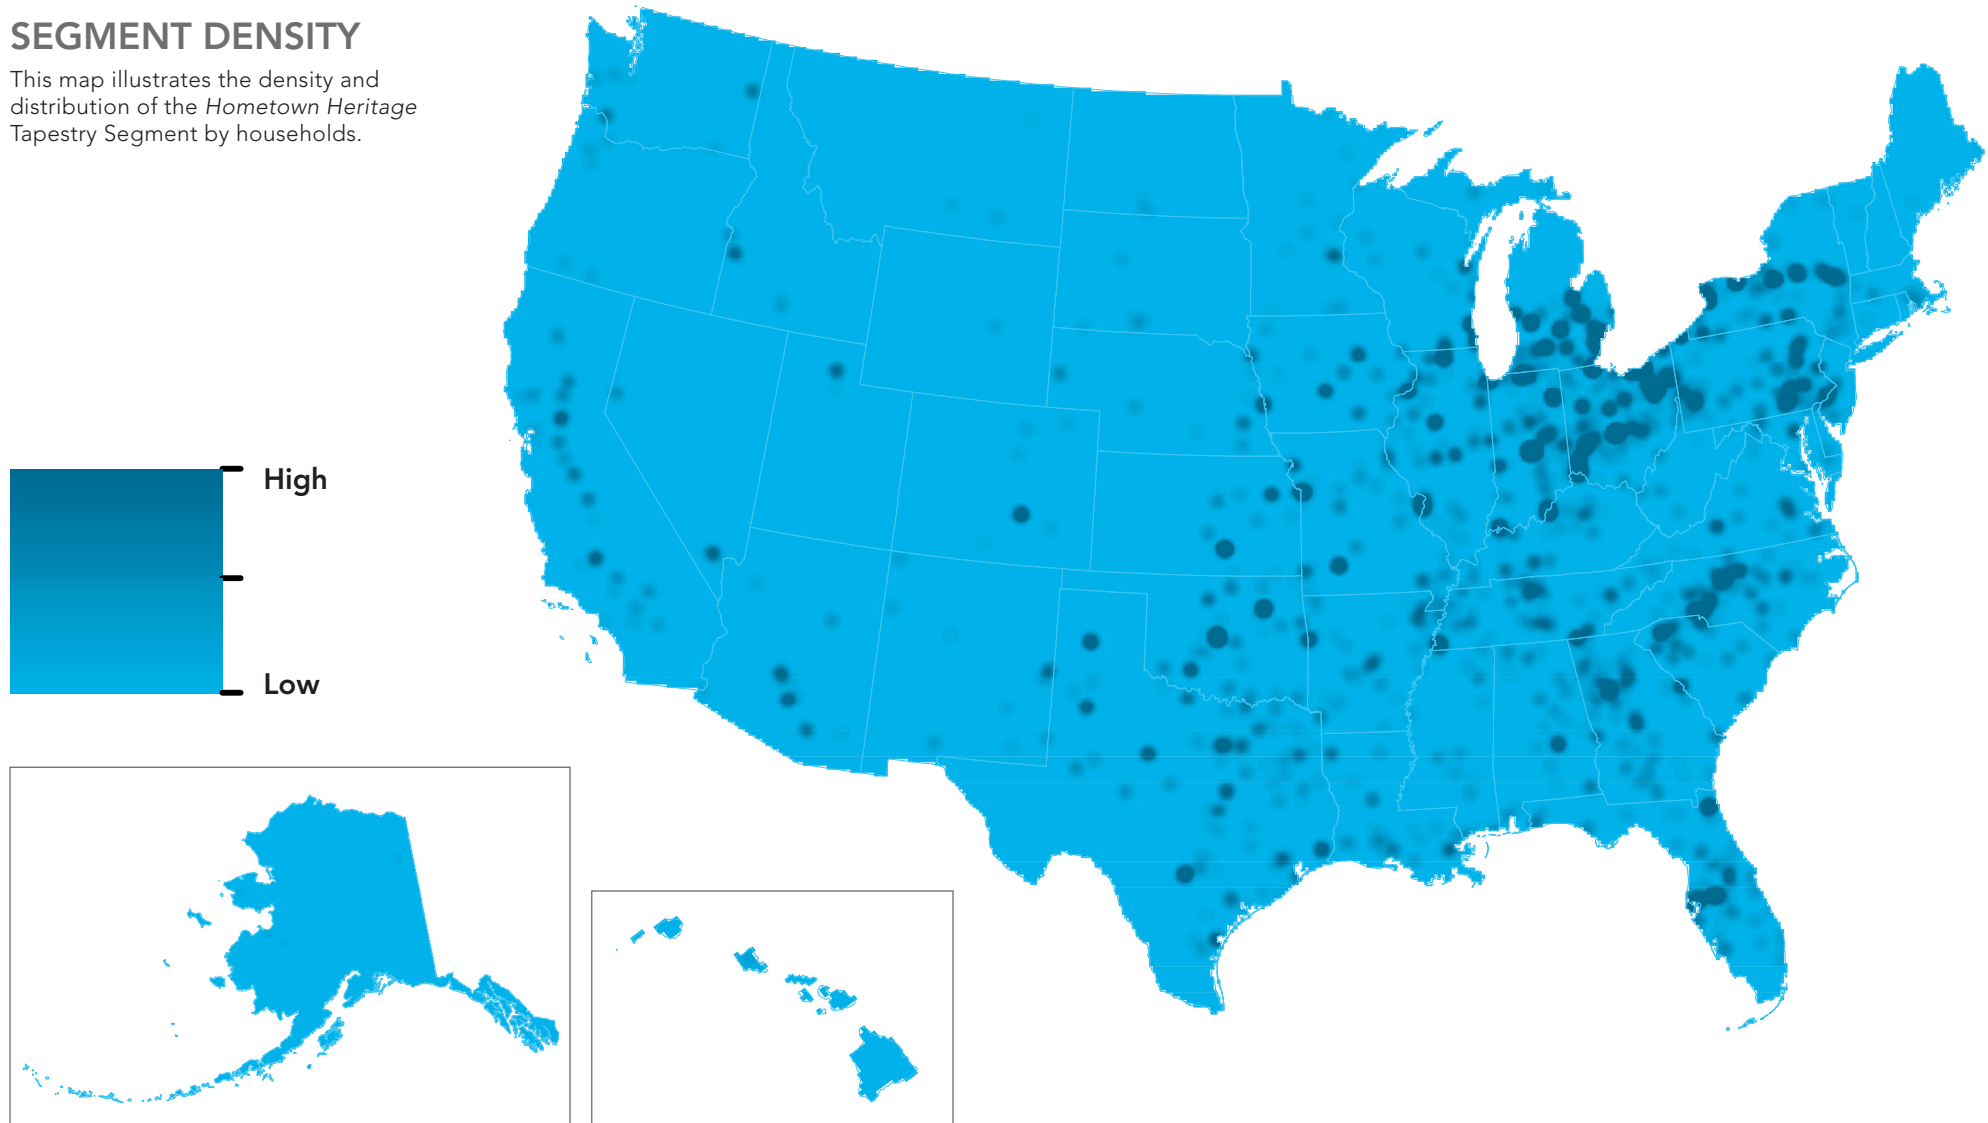 SEGMENT DENSITY
This map illustrates the density and
distribution of the Hometown Heritage
Tapestry Segment by households.
High
Low